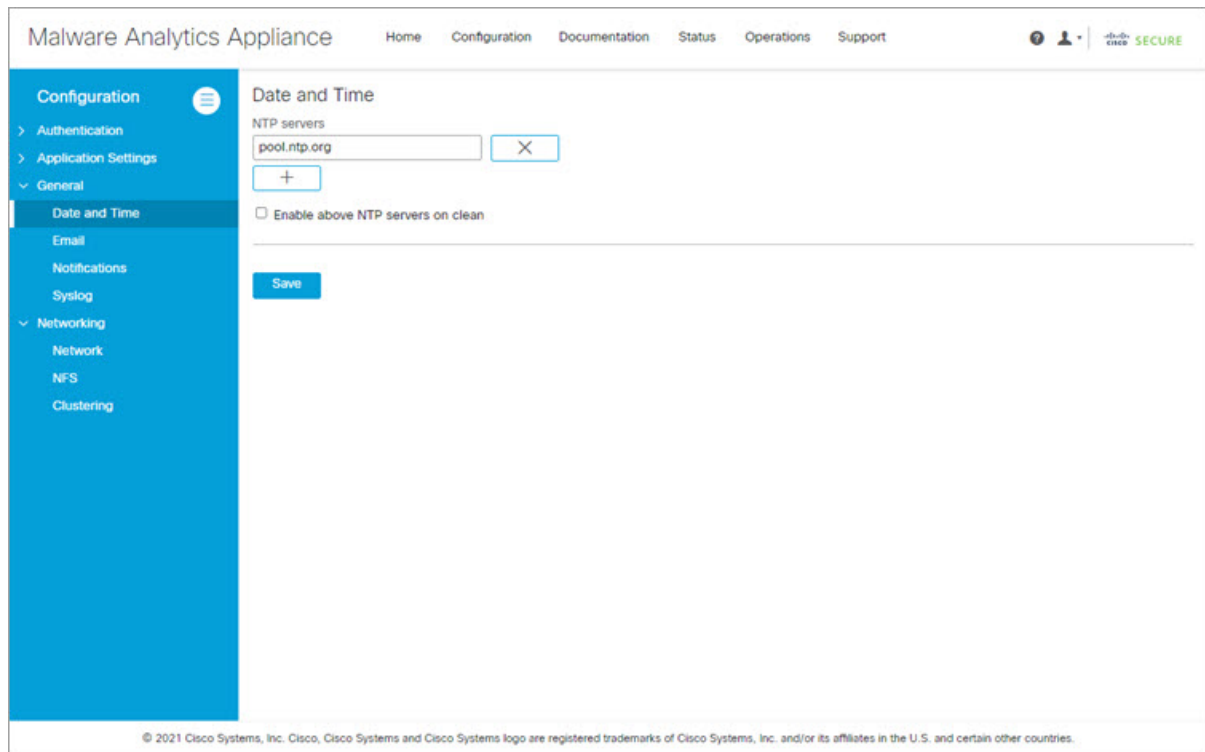 Malware Analytics Appliance
Home Configuration Documentation Status Operations Support
CISCO SECURE
Configuration
Authentication
Application Settings
General
Date and Time
Email
Notifications
Syslog
Networking
Network
NFS
Clustering
Date and Time
NTP servers
pool.ntp.org
Enable above NTP servers on clean
Save
© 2021 Cisco Systems, Inc. Cisco, Cisco Systems and Cisco Systems logo are registered trademarks of Cisco Systems, Inc. and/or its affiliates in the U.S. and certain other countries.